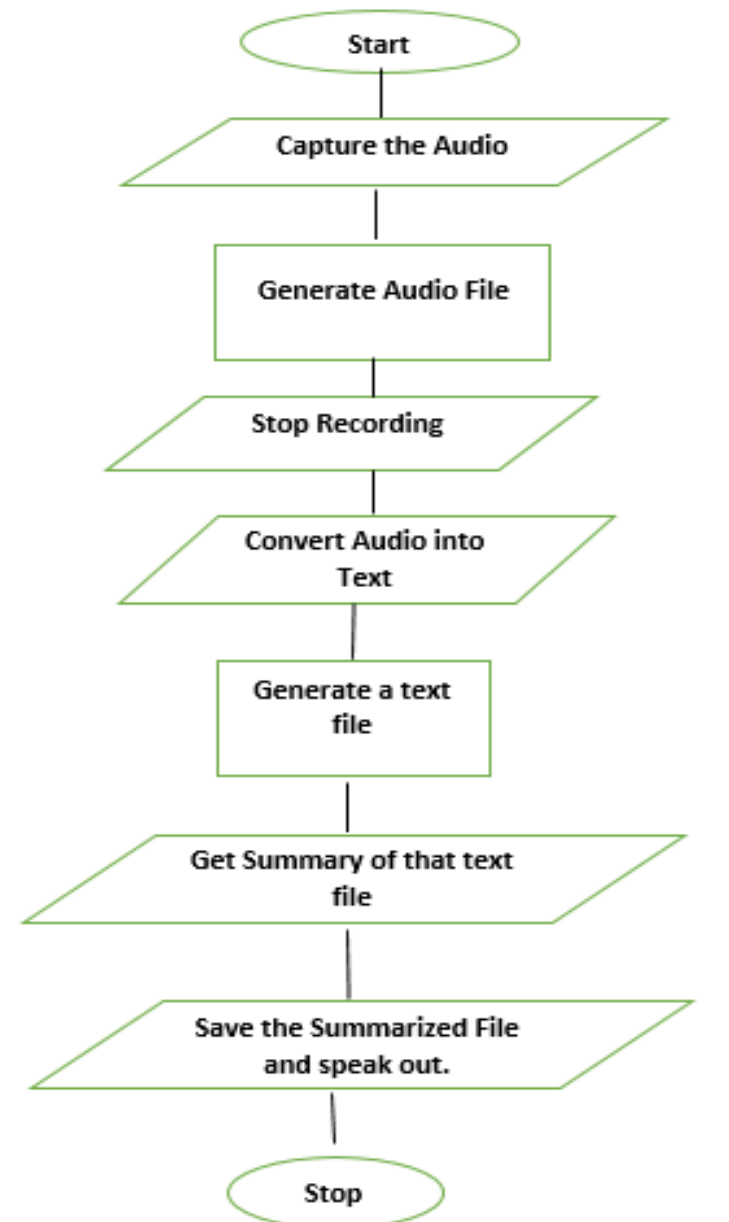 Start
Capture the Audio
Generate Audio File
Stop Recording
Convert Audio into
Text
Generate a text
file
Get Summary of that text
file
Save the Summarized File
and speak out.
Stop